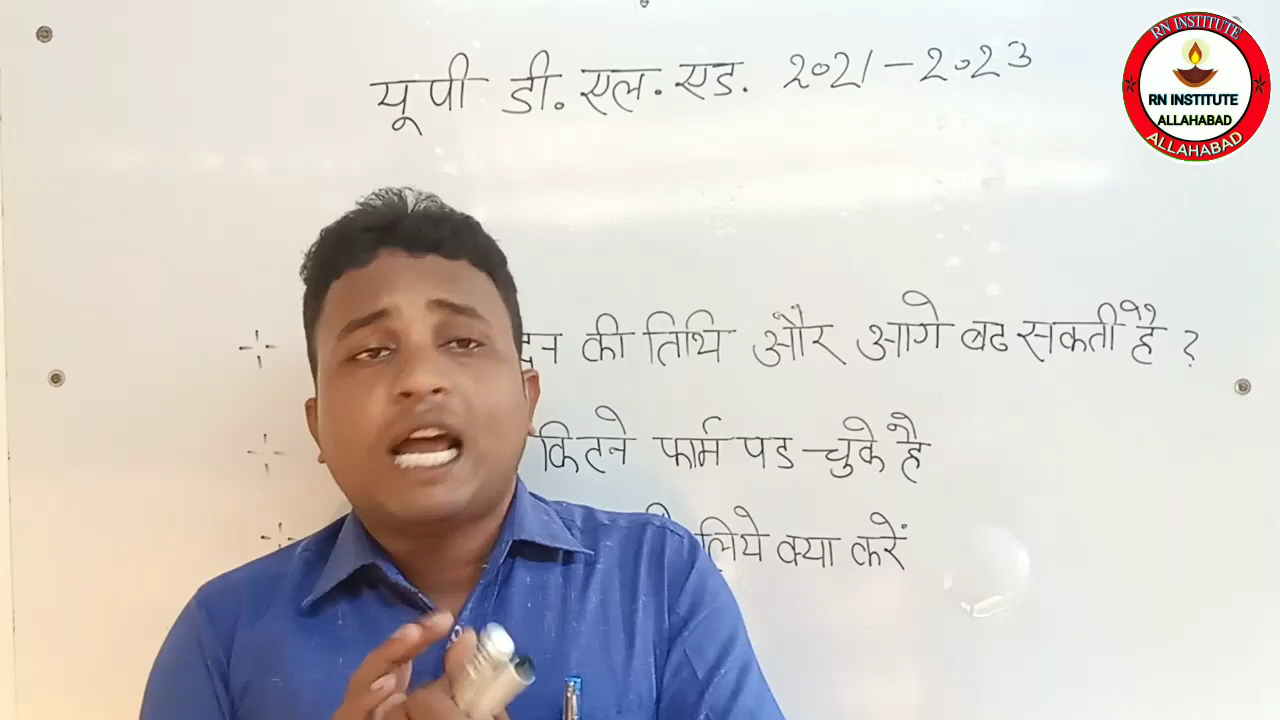 यू पी डी. एल. एड. 2021-2023
RN INSTITUTE
RN INSTITUTE
ALLAHABAD
ALLAHABAD
की तिथि और आगे बढ सकती है ?
कितने फार्म पड चुके है
लिये क्या करें